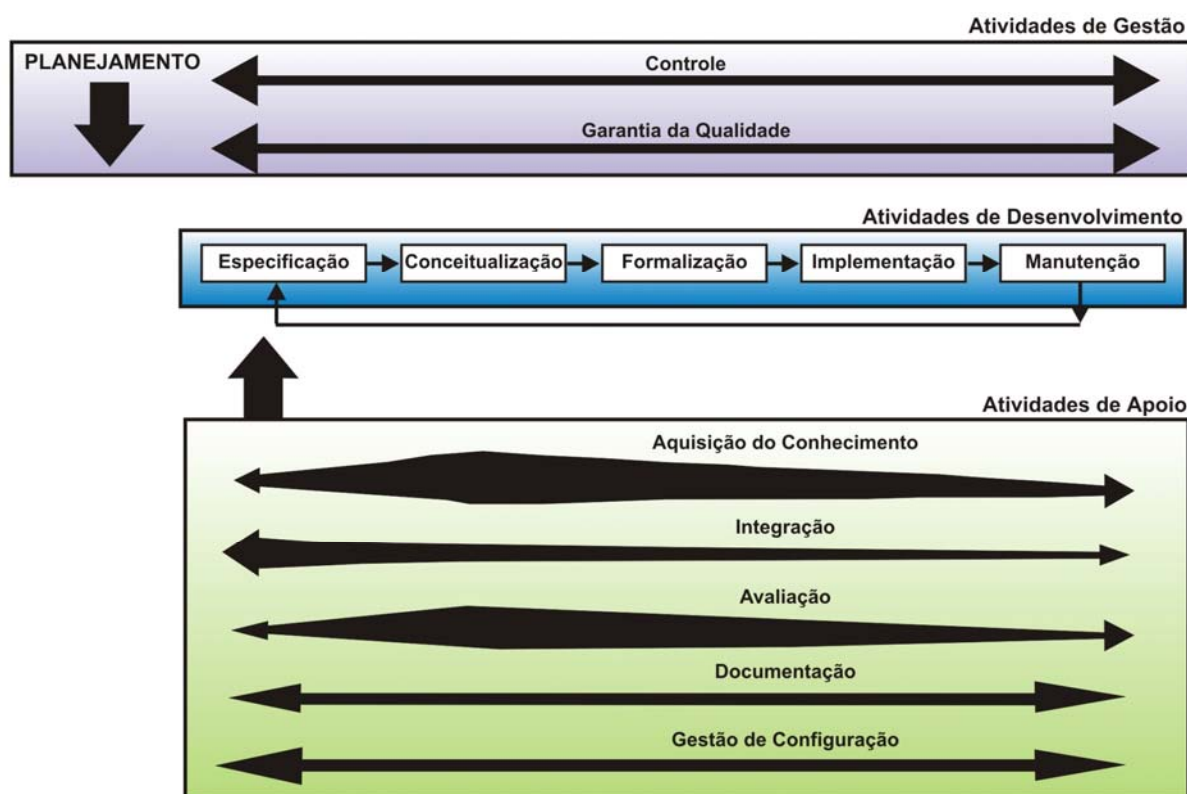 Atividades de Gestão
PLANEJAMENTO
Controle
Garantia da Qualidade
Atividades de Desenvolvimento
Especificação
Conceitualização
Formalização
Implementação
Manutenção
Atividades de Apoio
Aquisição do Conhecimento
Integração
Avaliação
Documentação
Gestão de Configuração